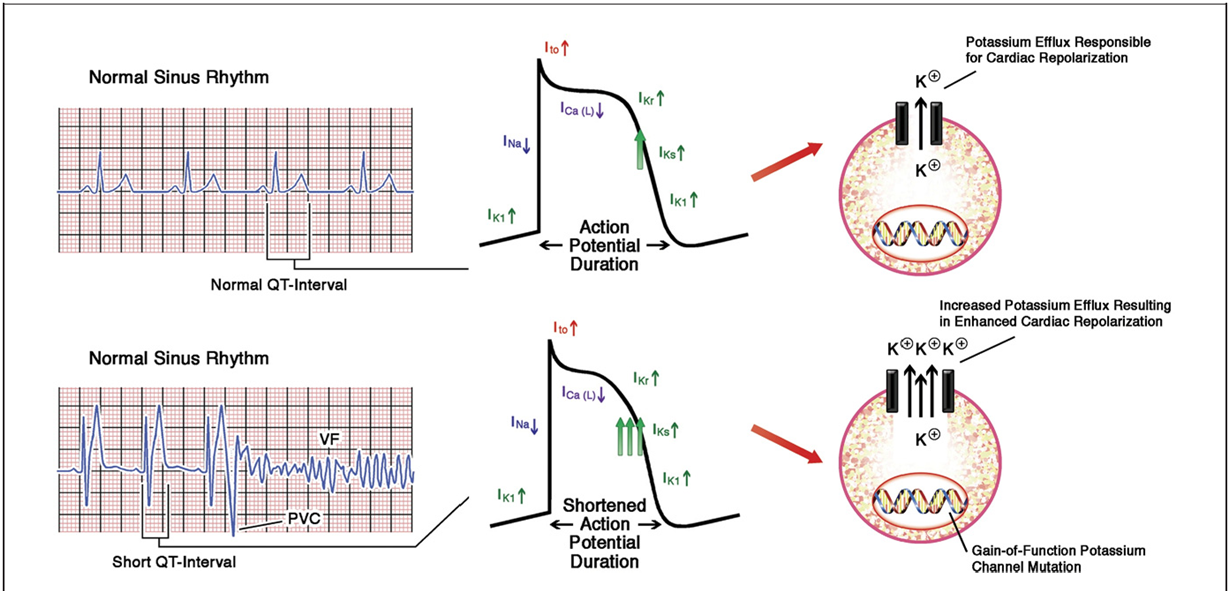 Normal Sinus Rhythm
Normal QT-Interval
Ito↑
ICa (L)↓
IKr↑
INa↓
IKs↑
IK1↑
IK1↑
Action
Potential
Duration
Potassium Efflux Responsible
for Cardiac Repolarization
K⊕
K⊕
Normal Sinus Rhythm
VF
PVC
Short QT-Interval
Ito↑
IKr↑
ICa (L)↓
INa↓
IKs↑
IK1↑
IK1↑
Shortened
Action
Potential
Duration
Increased Potassium Efflux Resulting
in Enhanced Cardiac Repolarization
K⊕ K⊕ K⊕
K⊕
Gain-of-Function Potassium
Channel Mutation